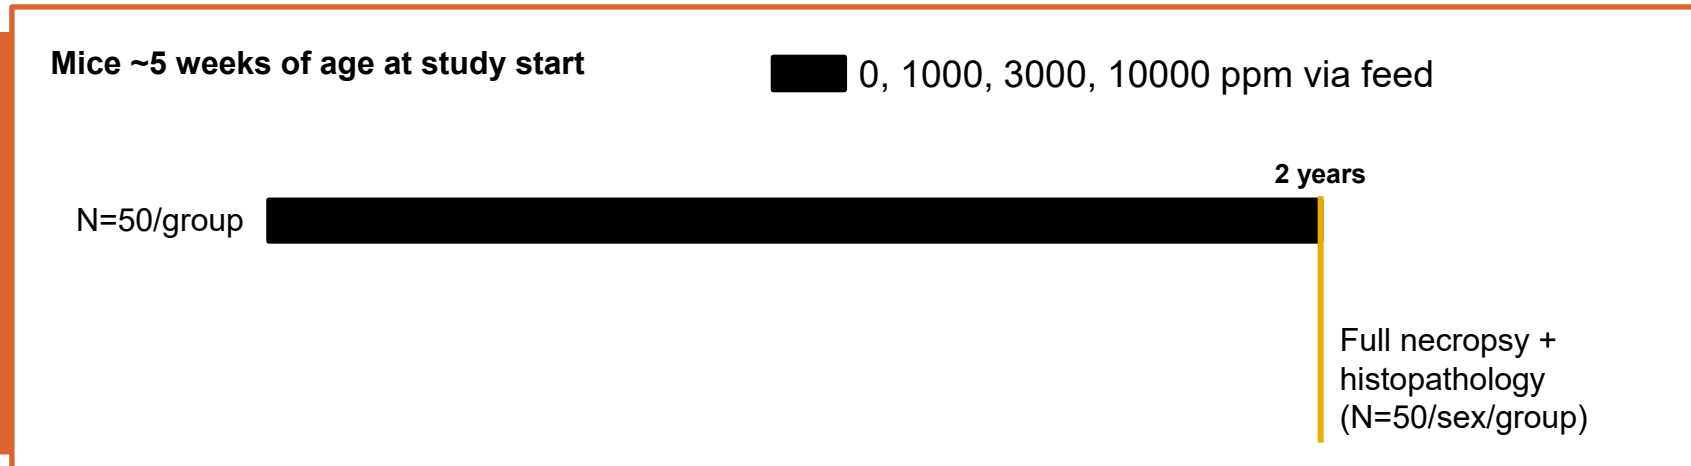 Mice ~5 weeks of age at study start
0, 1000, 3000, 10000 ppm via feed
2 years
N=50/group
Full necropsy +
histopathology
(N=50/sex/group)